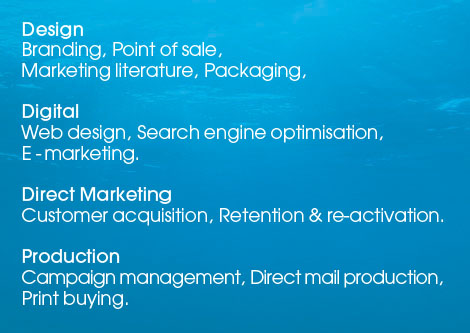 Design
Branding, Point of sale,
Marketing literature, Packaging,
Digital
Web design, Search engine optimisation,
E-marketing.
Direct Marketing
Customer acquisition, Retention & re-activation.
Production
Campaign management, Direct mail production,
Print buying.